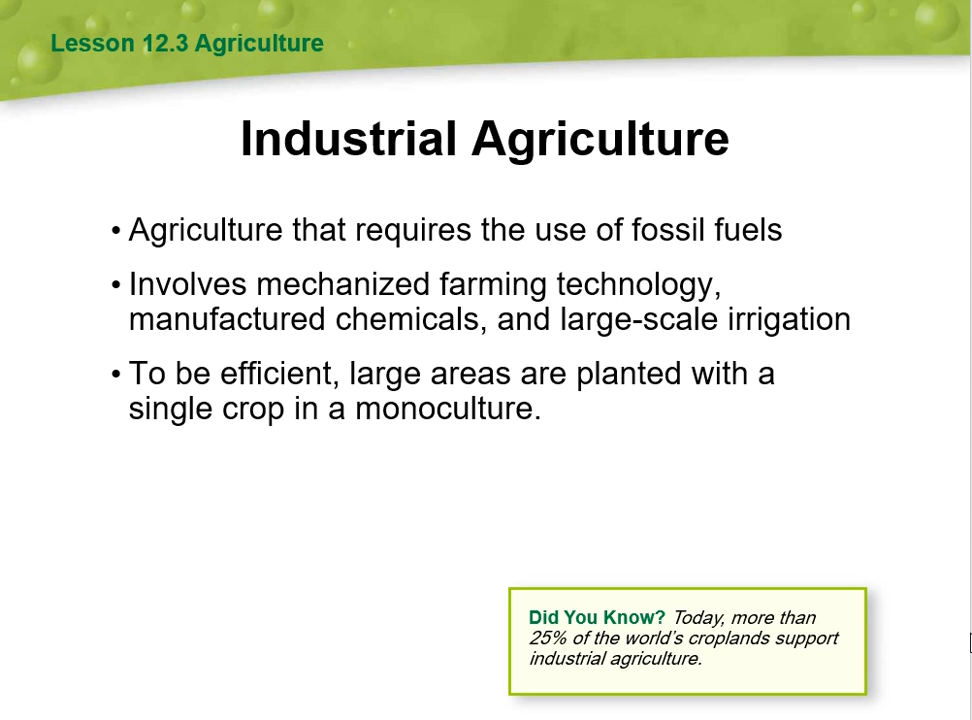 Lesson 12.3 Agriculture
Industrial Agriculture
• Agriculture that requires the use of fossil fuels
• Involves mechanized farming technology,
manufactured chemicals, and large-scale irrigation
• To be efficient, large areas are planted with a
single crop in a monoculture.
Did You Know? Today, more than
25% of the world's croplands support
industrial agriculture.